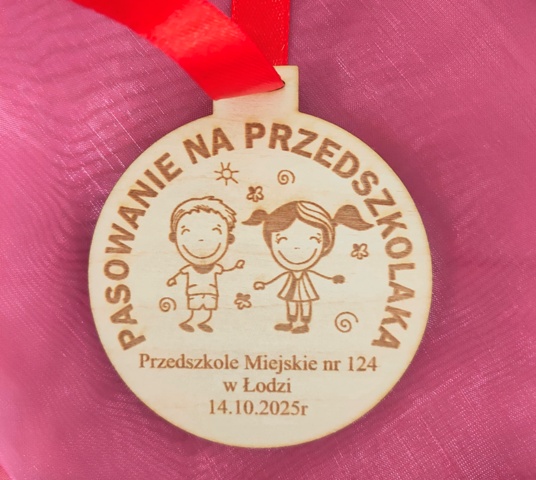 PASOWANIE NA PRZEDSZKOLAKA
Przedszkole Miejskie nr 124
w Łodzi
14.10.2025r